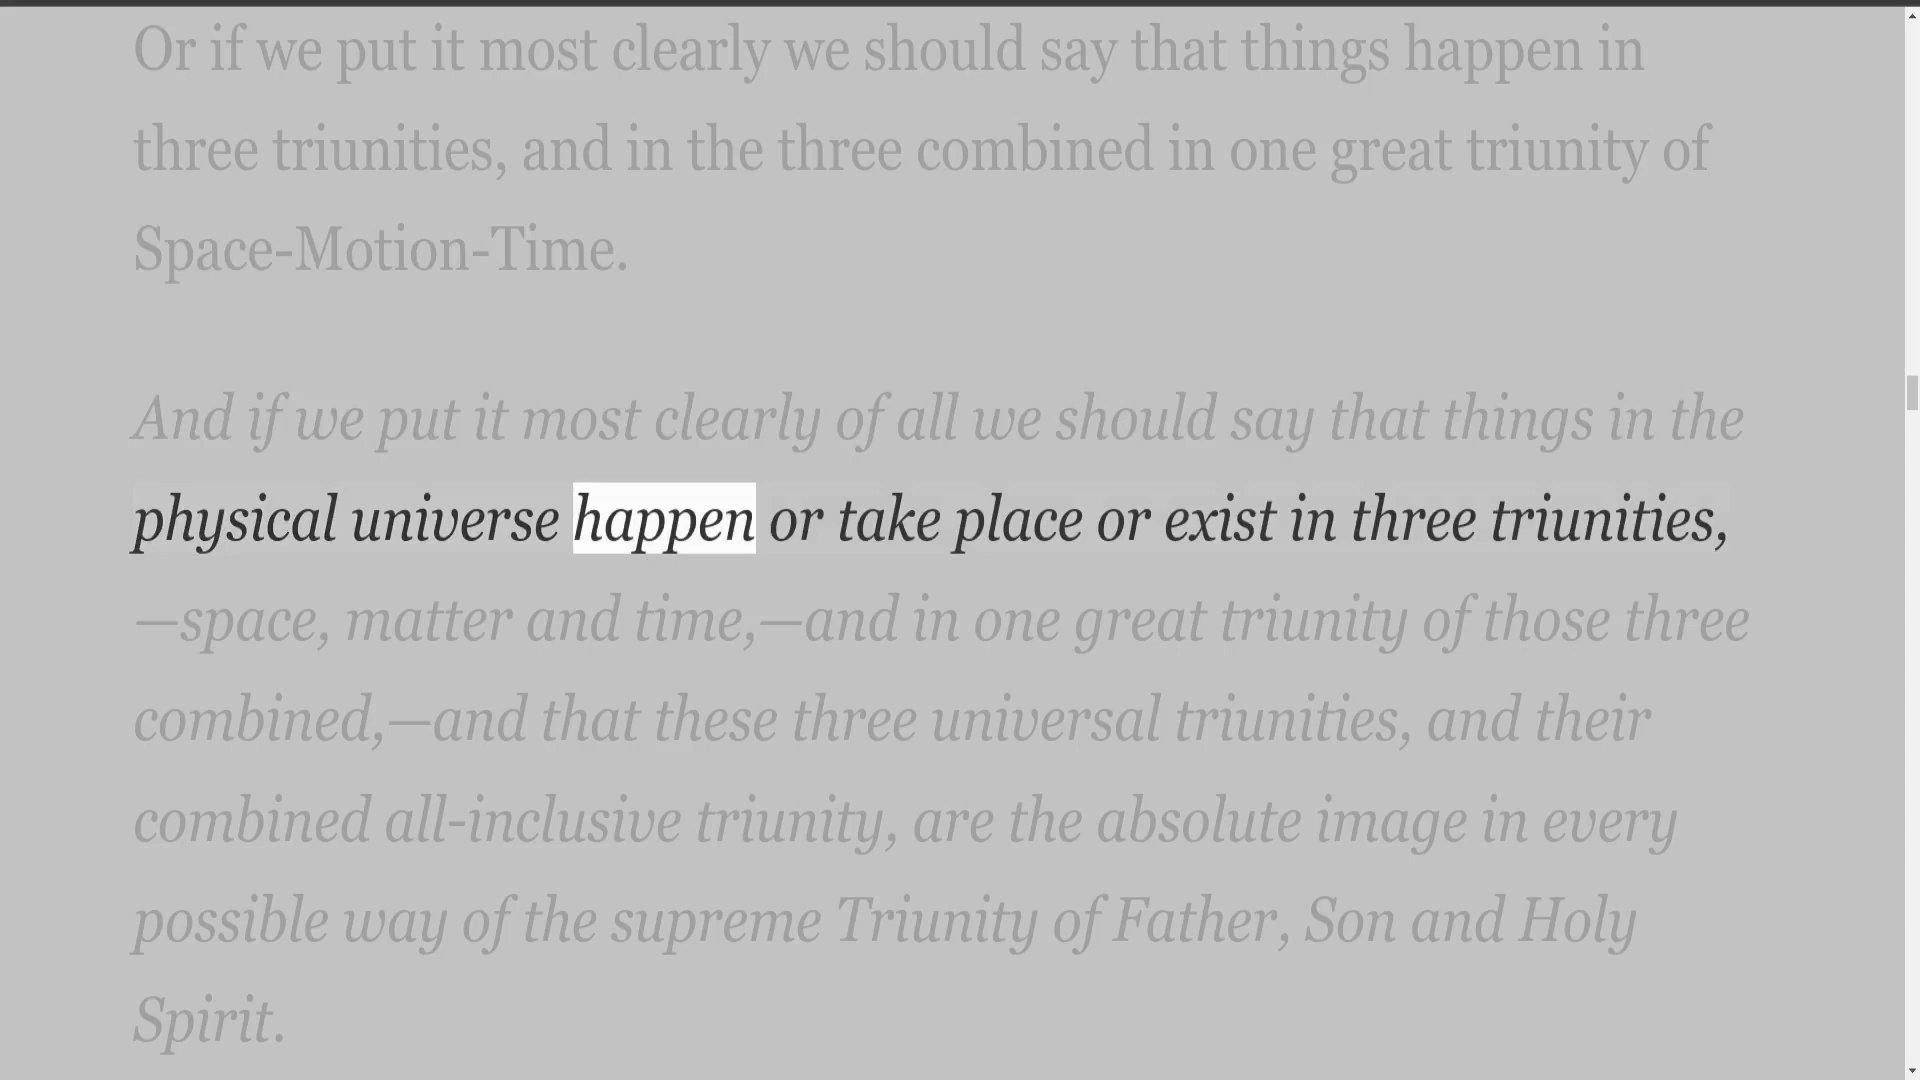 Or if we put it most clearly we should say that things happen in
three triunities, and in the three combined in one great triunity of
Space-Motion-Time.
And if we put it most clearly of all we should say that things in the
physical universe happen or take place or exist in three triunities,
—space, matter and time,—and in one great triunity of those three
combined,—and that these three universal triunities, and their
combined all-inclusive triunity, are the absolute image in every
possible way of the supreme Triunity of Father, Son and Holy
Spirit.